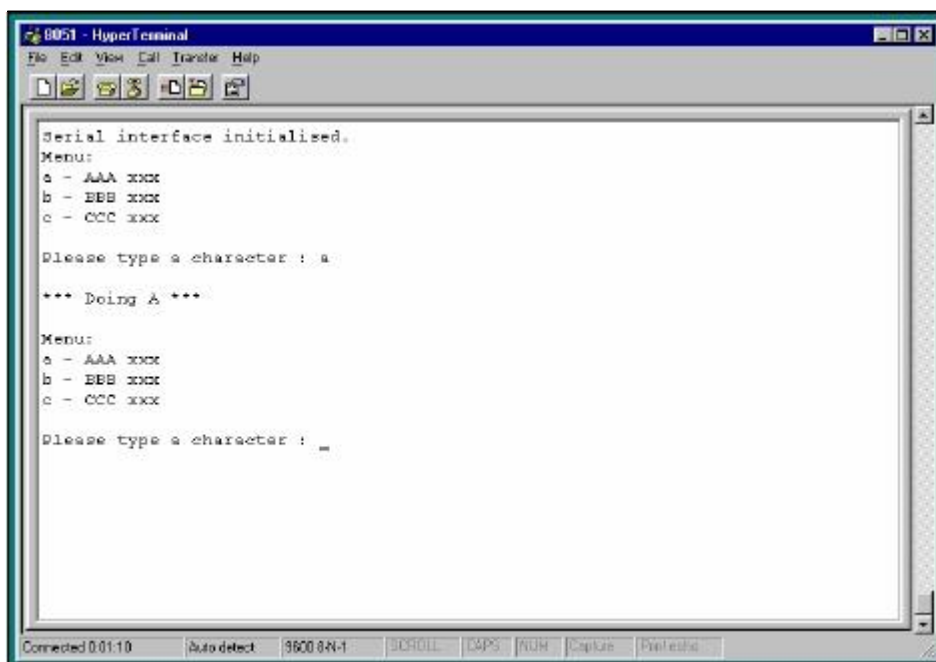 8051 - HyperTerminal
File Edit View Call Transfer Help
Serial interface initialised.
Menu:
a - AAA xxx
b - BBB xxx
c - CCC xxx
Please type a character : a
*** Doing A ***
Menu:
a - AAA xxx
b - BBB xxx
c - CCC xxx
Please type a character : _
Connected 0:01:10 Auto detect 9600 8-N-1 SCROLL CAPS NUM Capture Print echo